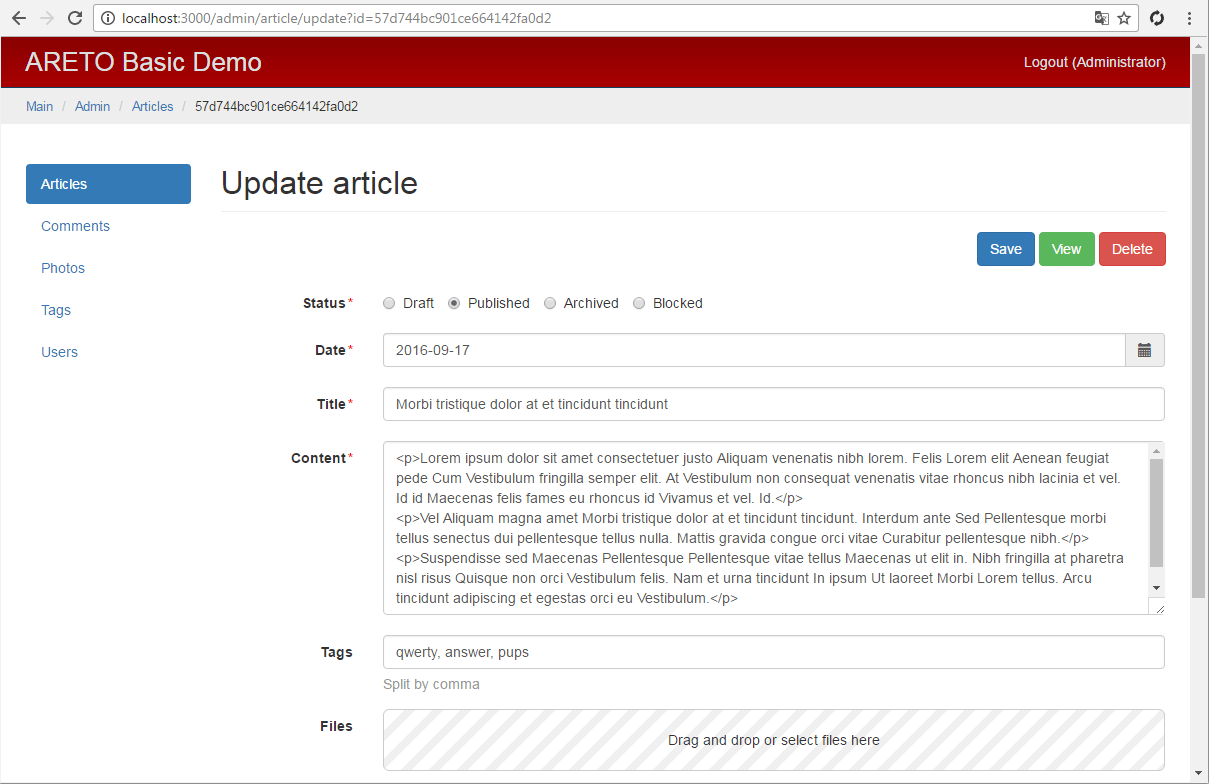 localhost:3000/admin/article/update?id=57d744bc901ce664142fa0d2
ARETO Basic Demo
Logout (Administrator)
Main / Admin / Articles / 57d744bc901ce664142fa0d2
Articles
Comments
Photos
Tags
Users
Update article
Save View Delete
Status* Draft Published Archived Blocked
Date* 2016-09-17
Title* Morbi tristique dolor at et tincidunt tincidunt
Content*
<p>Lorem ipsum dolor sit amet consectetuer justo Aliquam venenatis nibh lorem. Felis Lorem elit Aenean feugiat
pede Cum Vestibulum fringilla semper elit. At Vestibulum non consequat venenatis vitae rhoncus nibh lacinia et vel.
Id id Maecenas felis fames eu rhoncus id Vivamus et vel. Id.</p>
<p>Vel Aliquam magna amet Morbi tristique dolor at et tincidunt tincidunt. Interdum ante Sed Pellentesque morbi
tellus senectus dui pellentesque tellus nulla. Mattis gravida congue orci vitae Curabitur pellentesque nibh.</p>
<p>Suspendisse sed Maecenas Pellentesque Pellentesque vitae tellus Maecenas ut elit in. Nibh fringilla at pharetra
nisl risus Quisque non orci Vestibulum felis. Nam et urna tincidunt In ipsum Ut laoreet Morbi Lorem tellus. Arcu
tincidunt adipiscing et egestas orci eu Vestibulum.</p>
Tags qwerty, answer, pups
Split by comma
Files Drag and drop or select files here